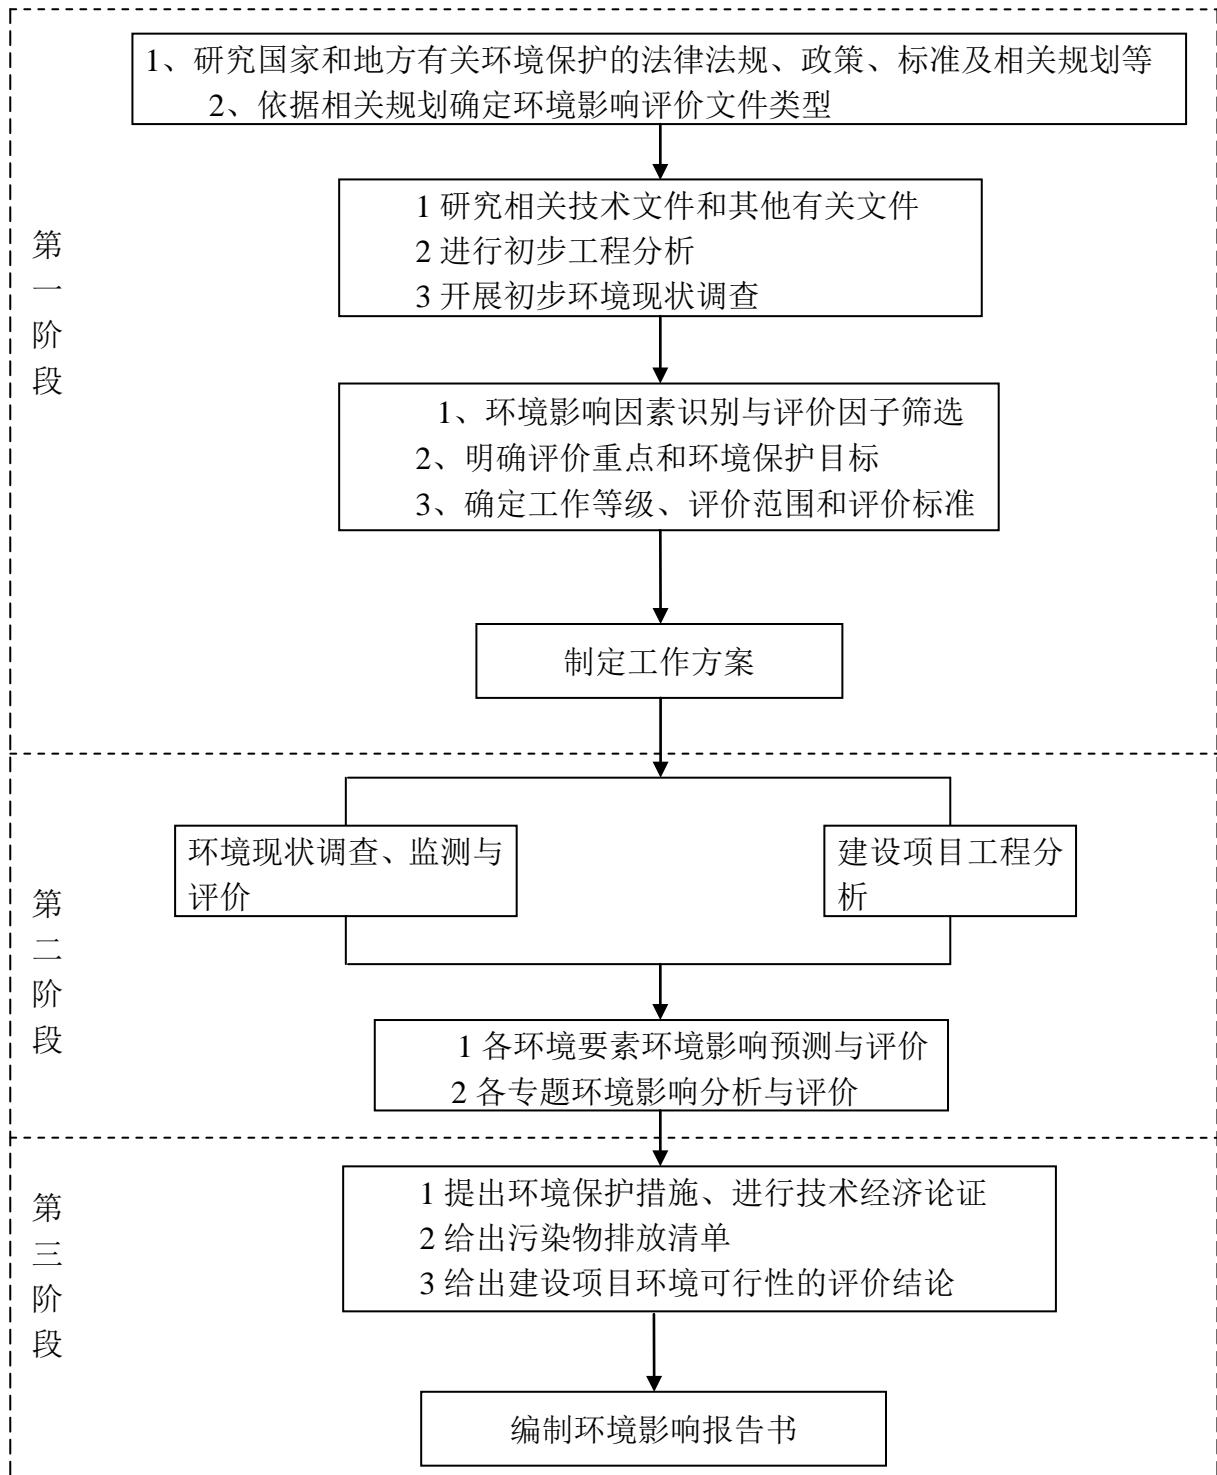 1、研究国家和地方有关环境保护的法律法规、政策、标准及相关规划等
2、依据相关规划确定环境影响评价文件类型
1 研究相关技术文件和其他有关文件
2 进行初步工程分析
3 开展初步环境现状调查
第
一
阶
段
1、环境影响因素识别与评价因子筛选
2、明确评价重点和环境保护目标
3、确定工作等级、评价范围和评价标准
制定工作方案
环境现状调查、监测与
评价
建设项目工程分
析
第
二
阶
段
1 各环境要素环境影响预测与评价
2 各专题环境影响分析与评价
第
三
阶
段
1 提出环境保护措施、进行技术经济论证
2 给出污染物排放清单
3 给出建设项目环境可行性的评价结论
编制环境影响报告书